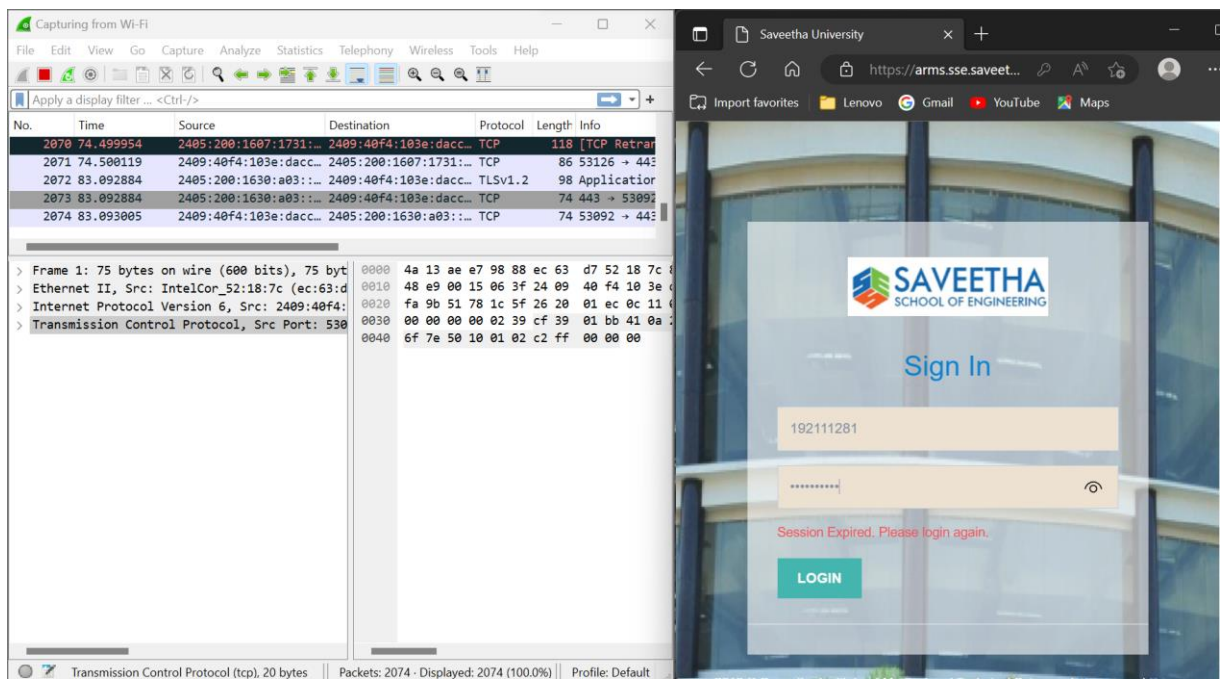 Capturing from Wi-Fi
File Edit View Go Capture Analyze Statistics Telephony Wireless Tools Help
Apply a display filter ... <Ctrl-/>
No. Time Source Destination Protocol Length Info
2070 74.499954 2405:200:1607:1731:… 2409:40f4:103e:dacc… TCP 118 [TCP Retran
2071 74.500119 2409:40f4:103e:dacc… 2405:200:1607:1731:… TCP 86 53126 → 443
2072 83.092884 2405:200:1630:a03::… 2409:40f4:103e:dacc… TLSv1.2 98 Application
2073 83.092884 2405:200:1630:a03::… 2409:40f4:103e:dacc… TCP 74 443 → 53092
2074 83.093005 2409:40f4:103e:dacc… 2405:200:1630:a03::… TCP 74 53092 → 443
> Frame 1: 75 bytes on wire (600 bits), 75 byt
> Ethernet II, Src: IntelCor_52:18:7c (ec:63:d
> Internet Protocol Version 6, Src: 2409:40f4:
> Transmission Control Protocol, Src Port: 530
0000 4a 13 ae e7 98 88 ec 63 d7 52 18 7c
0010 48 e9 00 15 06 3f 24 09 40 f4 10 3e
0020 fa 9b 51 78 1c 5f 26 20 01 ec 0c 11
0030 00 00 00 00 02 39 cf 39 01 bb 41 0a
0040 6f 7e 50 10 01 02 c2 ff 00 00 00
Transmission Control Protocol (tcp), 20 bytes Packets: 2074 · Displayed: 2074 (100.0%) Profile: Default
Saveetha University
https://arms.sse.saveet...
Import favorites Lenovo Gmail YouTube Maps
SAVEETHA
SCHOOL OF ENGINEERING
Sign In
192111281
Session Expired. Please login again.
LOGIN